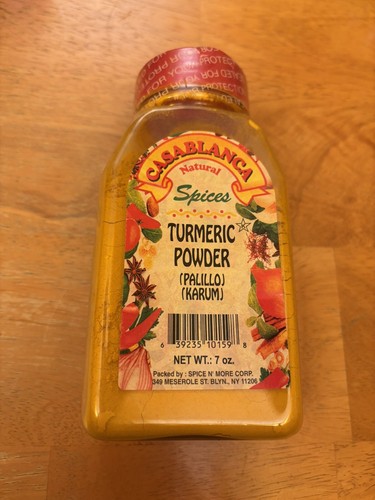 CASABLANCA
Natural
Spices
TURMERIC
POWDER
(PALILLO)
(KARUM)
6 39235 10159 8
NET WT.: 7 oz.
Packed by : SPICE N' MORE CORP.
349 MESEROLE ST. BLYN., NY 11206